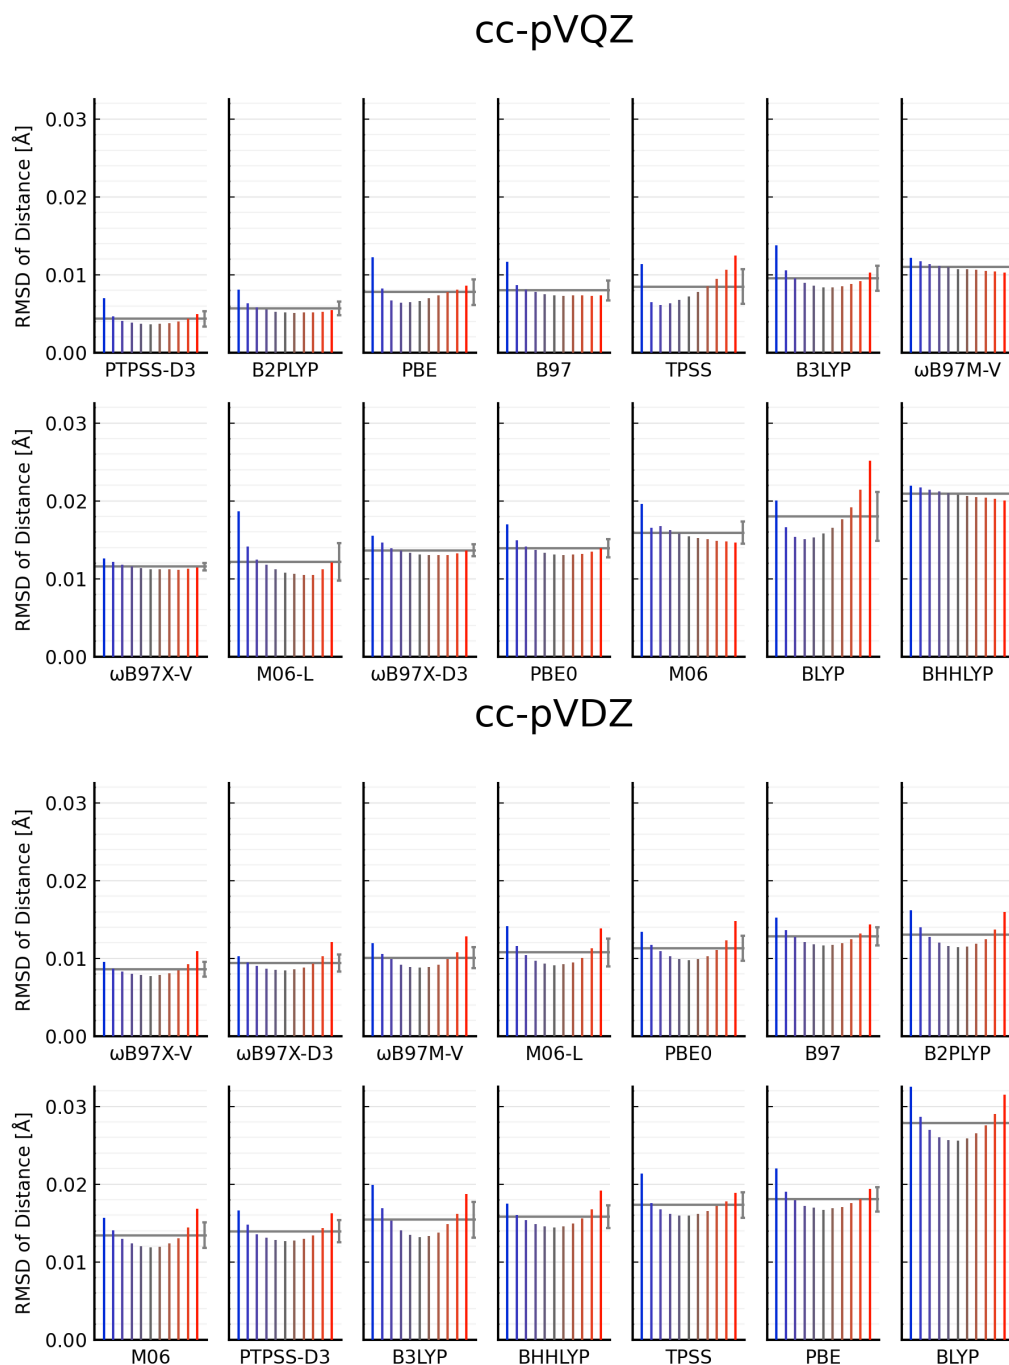 cc-pVQZ
RMSD of Distance [Å]
0.03
0.02
0.01
0.00
PTPSS-D3 B2PLYP PBE B97 TPSS B3LYP ωB97M-V
RMSD of Distance [Å]
0.03
0.02
0.01
0.00
ωB97X-V M06-L ωB97X-D3 PBE0 M06 BLYP BHHLYP
cc-pVDZ
RMSD of Distance [Å]
0.03
0.02
0.01
0.00
ωB97X-V ωB97X-D3 ωB97M-V M06-L PBE0 B97 B2PLYP
RMSD of Distance [Å]
0.03
0.02
0.01
0.00
M06 PTPSS-D3 B3LYP BHHLYP TPSS PBE BLYP